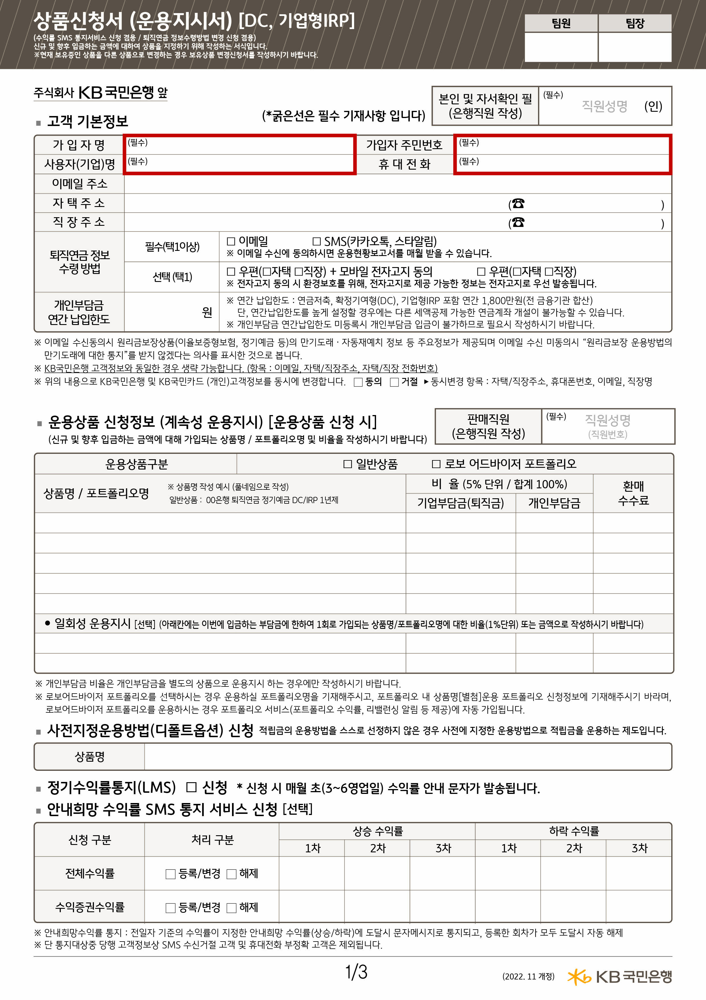 상품신청서 (운용지시서) [DC, 기업형IRP]
(수익률 SMS 통지서비스 신청 겸용 / 퇴직연금 정보수령방법 변경 신청 겸용)
신규 및 향후 입금하는 금액에 대하여 상품을 지정하기 위해 작성하는 서식입니다.
※현재 보유중인 상품을 다른 상품으로 변경하는 경우 보유상품 변경신청서를 작성하시기 바랍니다.
팀원 팀장
주식회사 KB국민은행 앞
본인 및 자서확인 필
(은행직원 작성)
(필수) 직원성명 (인)
■ 고객 기본정보 (*굵은선은 필수 기재사항 입니다)
가 입 자 명 (필수) 가입자 주민번호 (필수)
사용자(기업)명 (필수) 휴 대 전 화 (필수)
이메일 주소
자 택 주 소 (☎ )
직 장 주 소 (☎ )
퇴직연금 정보
수령 방법
필수(택1이상) □ 이메일 □ SMS(카카오톡, 스타알림)
※ 이메일 수신에 동의하시면 운용현황보고서를 매월 받을 수 있습니다.
선택 (택1) □ 우편(□자택 □직장) + 모바일 전자고지 동의 □ 우편(□자택 □직장)
※ 전자고지 동의 시 환경보호를 위해, 전자고지로 제공 가능한 정보는 전자고지로 우선 발송됩니다.
개인부담금
연간 납입한도
원
※ 연간 납입한도 : 연금저축, 확정기여형(DC), 기업형IRP 포함 연간 1,800만원(전 금융기관 합산)
단, 연간납입한도를 높게 설정할 경우에는 다른 세액공제 가능한 연금계좌 개설이 불가능할 수 있습니다.
※ 개인부담금 연간납입한도 미등록시 개인부담금 입금이 불가하므로 필요시 작성하시기 바랍니다.
※ 이메일 수신동의시 원리금보장상품(이율보증형보험, 정기예금 등)의 만기도래 · 자동재예치 정보 등 주요정보가 제공되며 이메일 수신 미동의시 “원리금보장 운용방법의
만기도래에 대한 통지”를 받지 않겠다는 의사를 표시한 것으로 봅니다.
※ KB국민은행 고객정보와 동일한 경우 생략 가능합니다. (항목 : 이메일, 자택/직장주소, 자택/직장 전화번호)
※ 위의 내용으로 KB국민은행 및 KB국민카드 (개인)고객정보를 동시에 변경합니다. □ 동의 □ 거절 ▶동시변경 항목 : 자택/직장주소, 휴대폰번호, 이메일, 직장명
■ 운용상품 신청정보 (계속성 운용지시) [운용상품 신청 시]
(신규 및 향후 입금하는 금액에 대해 가입되는 상품명 / 포트폴리오명 및 비율을 작성하시기 바랍니다)
판매직원
(은행직원 작성)
(필수) 직원성명
(직원번호)
운용상품구분 □ 일반상품 □ 로보 어드바이저 포트폴리오
상품명 / 포트폴리오명
※ 상품명 작성 예시 (풀네임으로 작성)
일반상품 : 00은행 퇴직연금 정기예금 DC/IRP 1년제
비 율 (5% 단위 / 합계 100%)
기업부담금(퇴직금) 개인부담금
환매
수수료
● 일회성 운용지시 [선택] (아래칸에는 이번에 입금하는 부담금에 한하여 1회로 가입되는 상품명/포트폴리오명에 대한 비율(1%단위) 또는 금액으로 작성하시기 바랍니다)
※ 개인부담금 비율은 개인부담금을 별도의 상품으로 운용지시 하는 경우에만 작성하시기 바랍니다.
※ 로보어드바이저 포트폴리오를 선택하시는 경우 운용하실 포트폴리오명을 기재해주시고, 포트폴리오 내 상품명[별첨]운용 포트폴리오 신청정보에 기재해주시기 바라며,
로보어드바이저 포트폴리오를 운용하시는 경우 포트폴리오 서비스(포트폴리오 수익률, 리밸런싱 알림 등 제공)에 자동 가입됩니다.
■ 사전지정운용방법(디폴트옵션) 신청 적립금의 운용방법을 스스로 선정하지 않은 경우 사전에 지정한 운용방법으로 적립금을 운용하는 제도입니다.
상품명
■ 정기수익률통지(LMS) □ 신청 * 신청 시 매월 초(3~6영업일) 수익률 안내 문자가 발송됩니다.
■ 안내희망 수익률 SMS 통지 서비스 신청 [선택]
신청 구분 처리 구분 상승 수익률 하락 수익률
1차 2차 3차 1차 2차 3차
전체수익률 □ 등록/변경 □ 해제
수익증권수익률 □ 등록/변경 □ 해제
※ 안내희망수익률 통지 : 전일자 기준의 수익률이 지정한 안내희망 수익률(상승/하락)에 도달시 문자메시지로 통지되고, 등록한 회차가 모두 도달시 자동 해제
※ 단 통지대상중 당행 고객정보상 SMS 수신거절 고객 및 휴대전화 부정확 고객은 제외됩니다.
1/3
(2022. 11 개정) KB국민은행